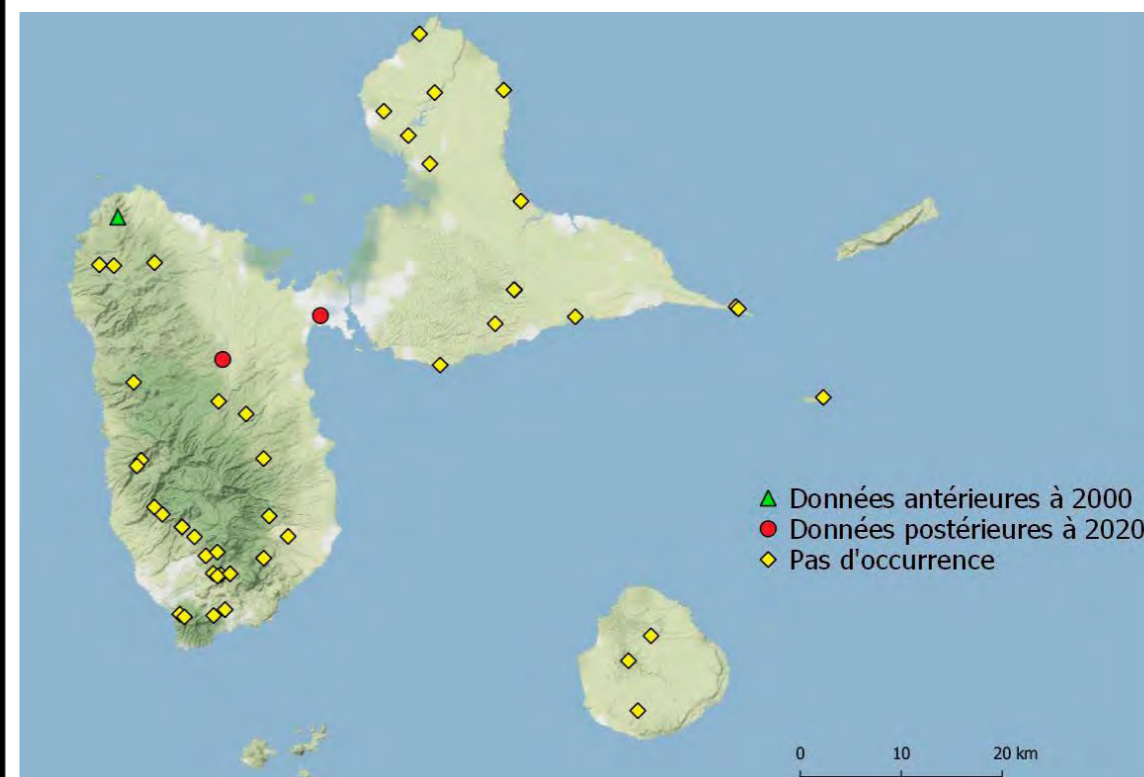 Données antérieures à 2000
Données postérieures à 2020
Pas d'occurrence
0 10 20 km